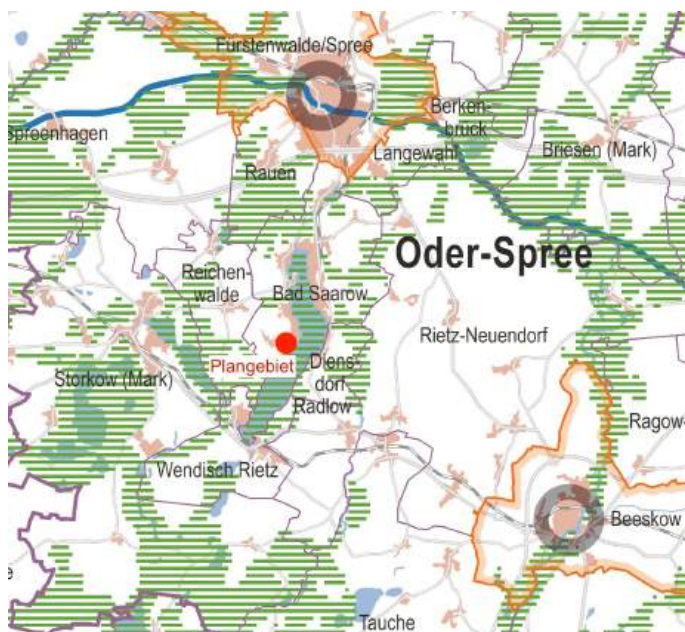 Fürstenwalde/Spree
Berken-
brück
Spreenhagen
Langewahl
Briesen (Mark)
Rauen
Oder-Spree
Reichen-
walde
Bad Saarow
Rietz-Neuendorf
Plangebiet
Diens-
dorf
Radlow
Storkow (Mark)
Ragow-
Wendisch Rietz
Beeskow
e
Tauche